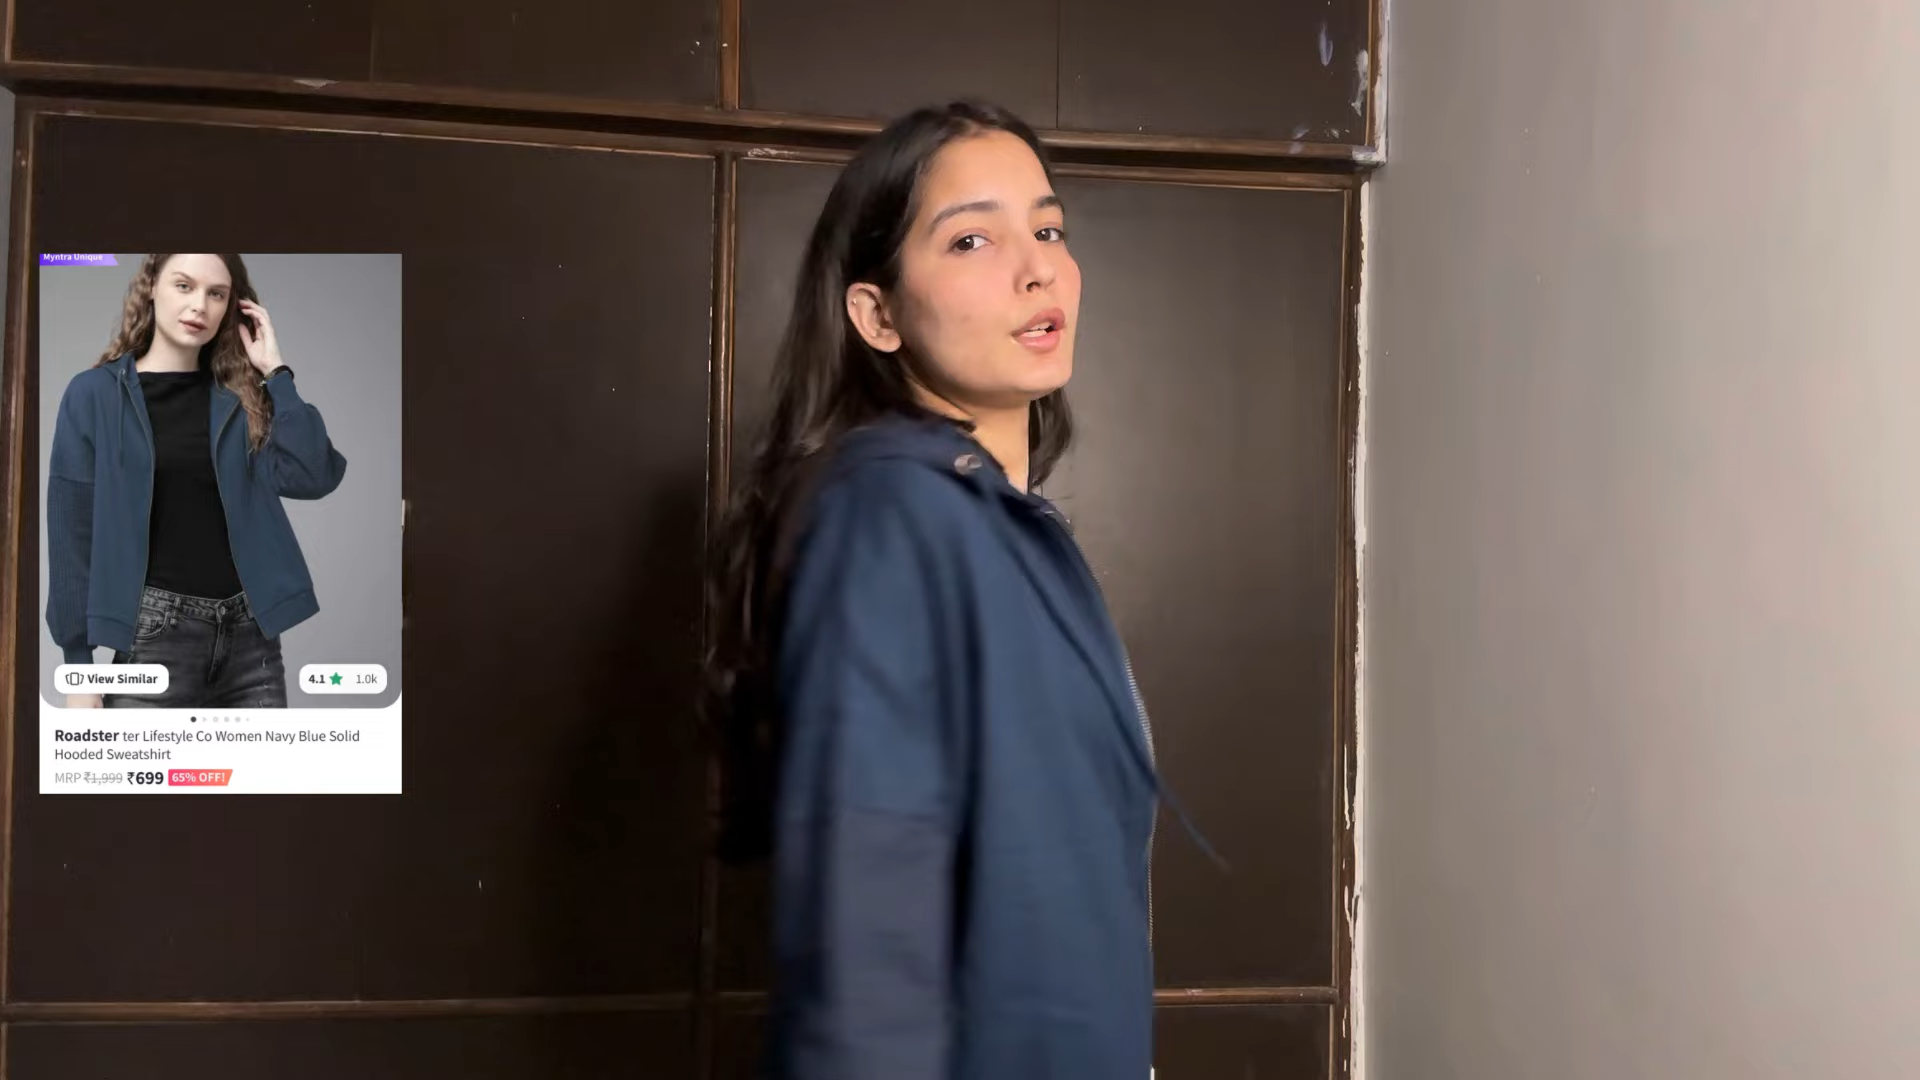 Myntra Unique
View Similar
4.1 ★ 1.0k
Roadster ter Lifestyle Co Women Navy Blue Solid
Hooded Sweatshirt
MRP ₹1,999 ₹699 65% OFF!